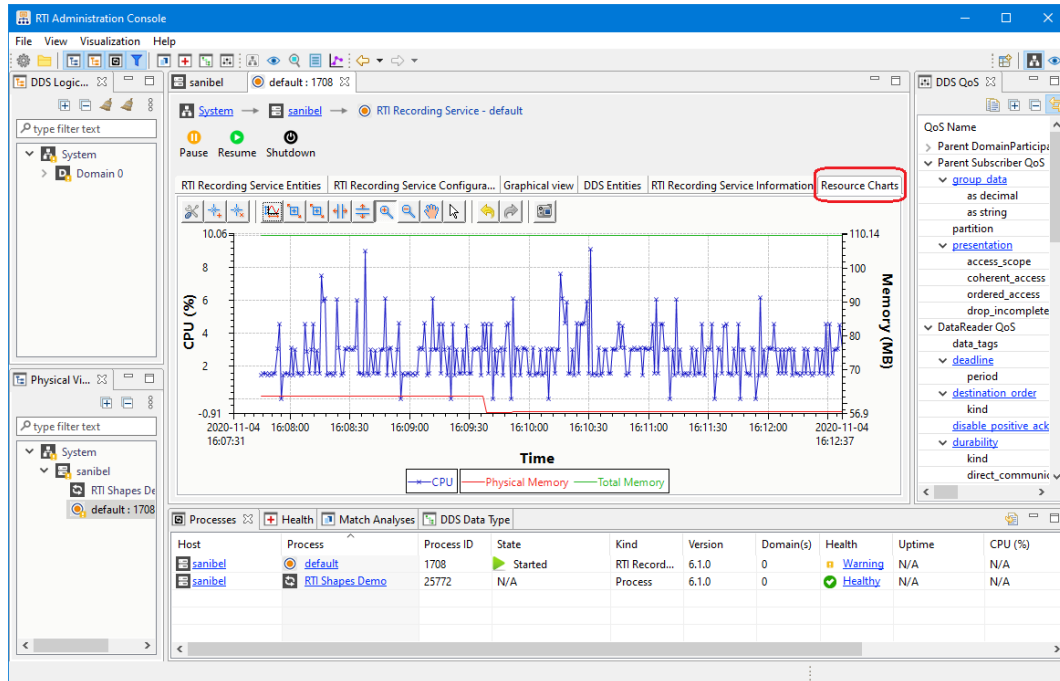 RTI Administration Console
File View Visualization Help
DDS Logic...
type filter text
System
Domain 0
Physical Vi...
type filter text
System
sanibel
RTI Shapes De
default : 1708
sanibel
default : 1708
System → sanibel → RTI Recording Service - default
Pause Resume Shutdown
RTI Recording Service Entities RTI Recording Service Configura... Graphical view DDS Entities RTI Recording Service Information Resource Charts
10.06
8
6
4
2
-0.91
CPU (%)
110.14
100
90
80
70
56.9
Memory (MB)
2020-11-04 16:08:00 16:08:30 16:09:00 16:09:30 16:10:00 16:10:30 16:11:00 16:11:30 16:12:00 2020-11-04
16:07:31 16:12:37
Time
CPU Physical Memory Total Memory
DDS QoS
QoS Name
Parent DomainParticipa
Parent Subscriber QoS
group_data
as decimal
as string
partition
presentation
access_scope
coherent_access
ordered_access
drop_incomplete
DataReader QoS
data_tags
deadline
period
destination_order
kind
disable_positive_ack
durability
kind
direct_communic
Processes Health Match Analyses DDS Data Type
Host Process Process ID State Kind Version Domain(s) Health Uptime CPU (%)
sanibel default 1708 Started RTI Record... 6.1.0 0 Warning N/A N/A
sanibel RTI Shapes Demo 25772 N/A Process 6.1.0 0 Healthy N/A N/A